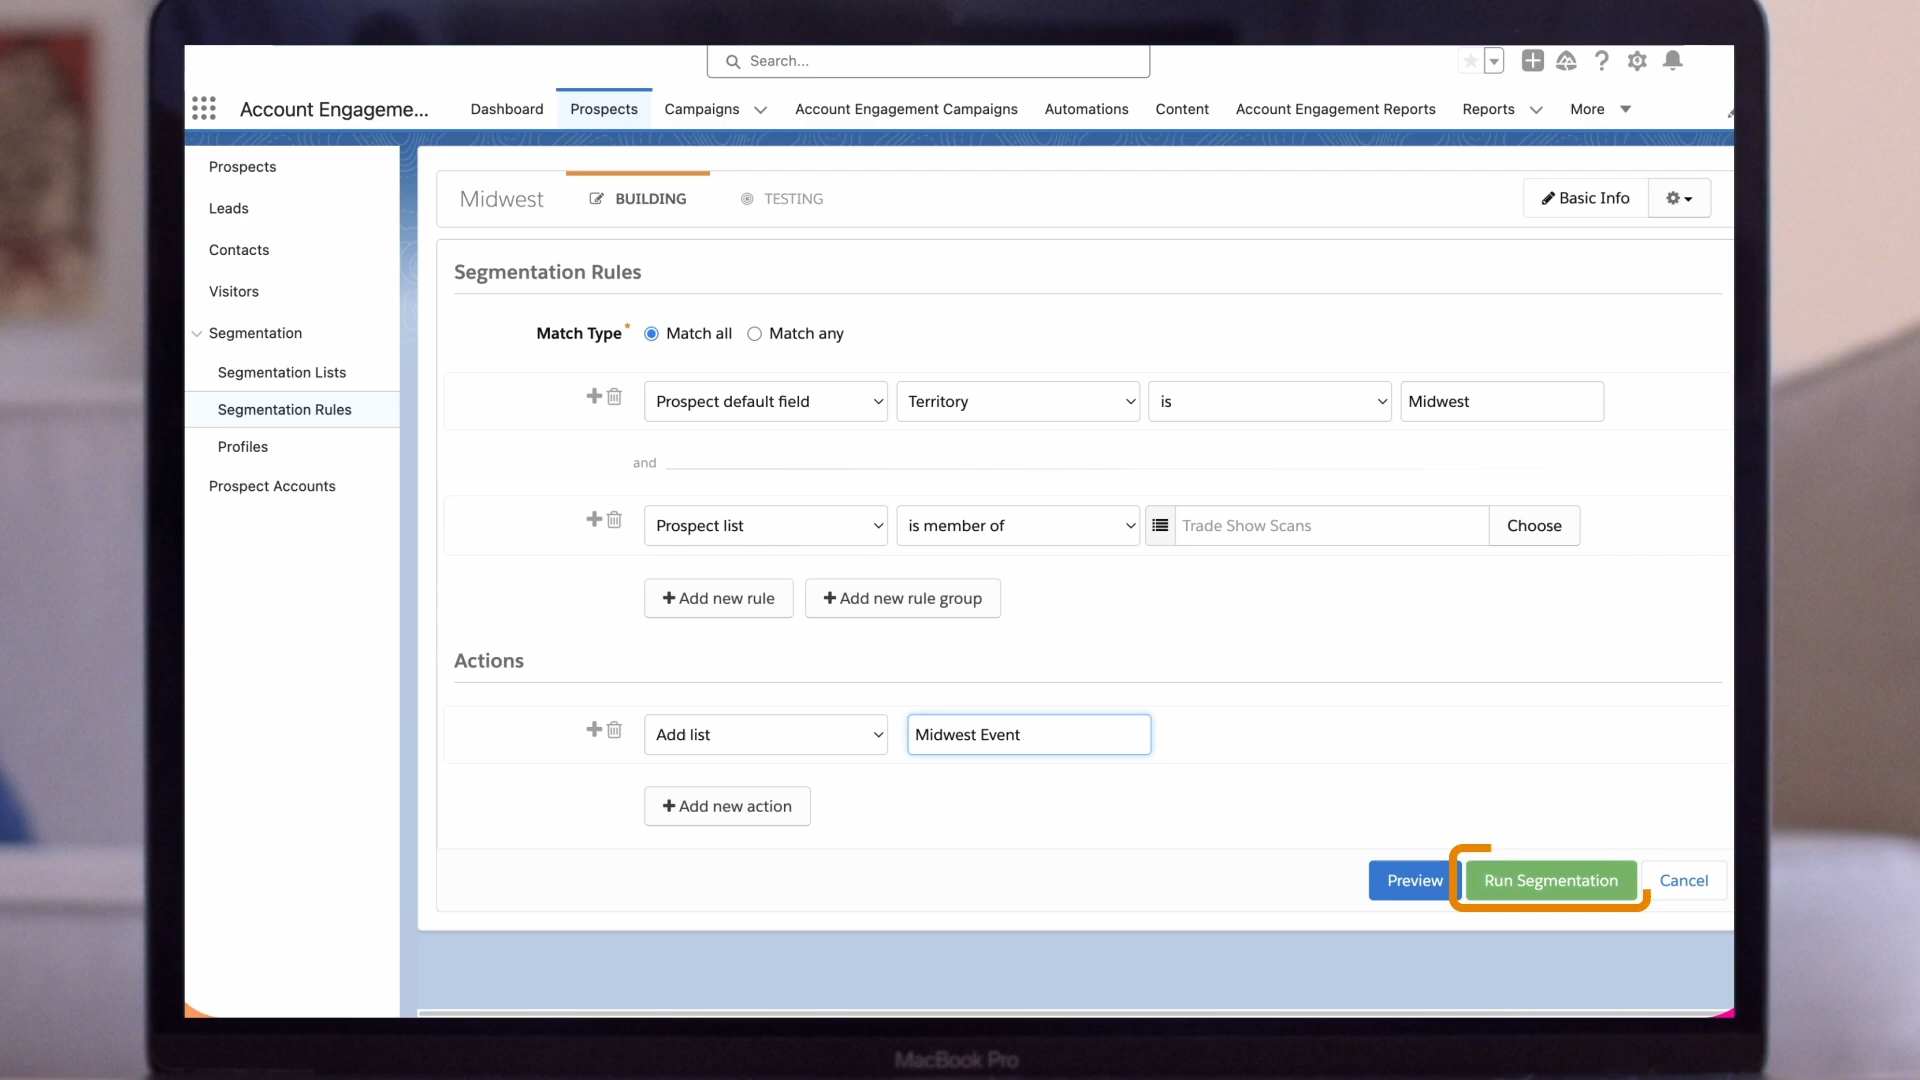 Search...
Account Engageme... Dashboard Prospects Campaigns Account Engagement Campaigns Automations Content Account Engagement Reports Reports More
Prospects
Leads
Contacts
Visitors
Segmentation
Segmentation Lists
Segmentation Rules
Profiles
Prospect Accounts
Midwest BUILDING TESTING Basic Info
Segmentation Rules
Match Type* Match all Match any
Prospect default field Territory is Midwest
and
Prospect list is member of Trade Show Scans Choose
+ Add new rule + Add new rule group
Actions
Add list Midwest Event
+ Add new action
Preview Run Segmentation Cancel
MacBook Pro